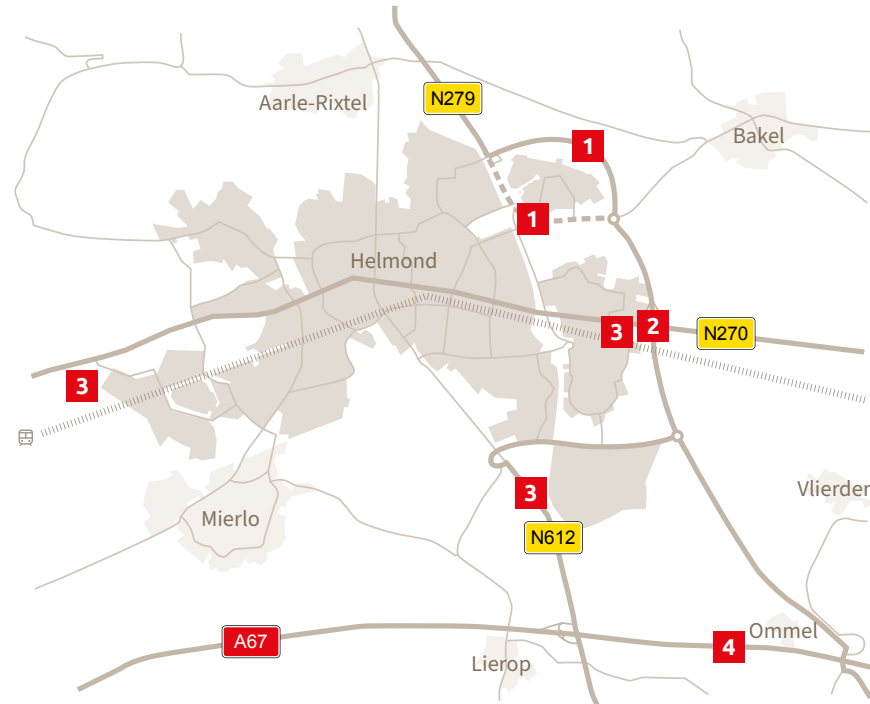 Aarle-Rixtel
N279
Bakel
1
1
Helmond
3
2
N270
3
Vlierden
3
Mierlo
N612
A67
Ommel
4
Lierop